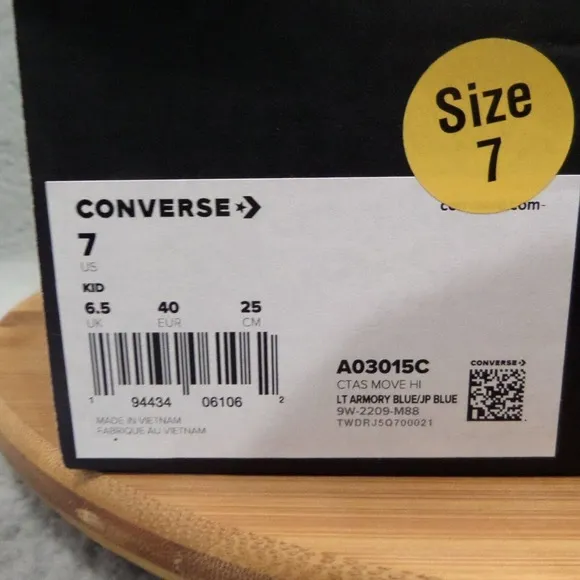 Size
7
CONVERSE
7
US
KID
6.5 40 25
UK EUR CM
1 94434 06106 2
MADE IN VIETNAM
FABRIQUE AU VIETNAM
A03015C
CTAS MOVE HI
LT ARMORY BLUE/JP BLUE
9W-2209-M88
TWDRJ5Q700021
CONVERSE